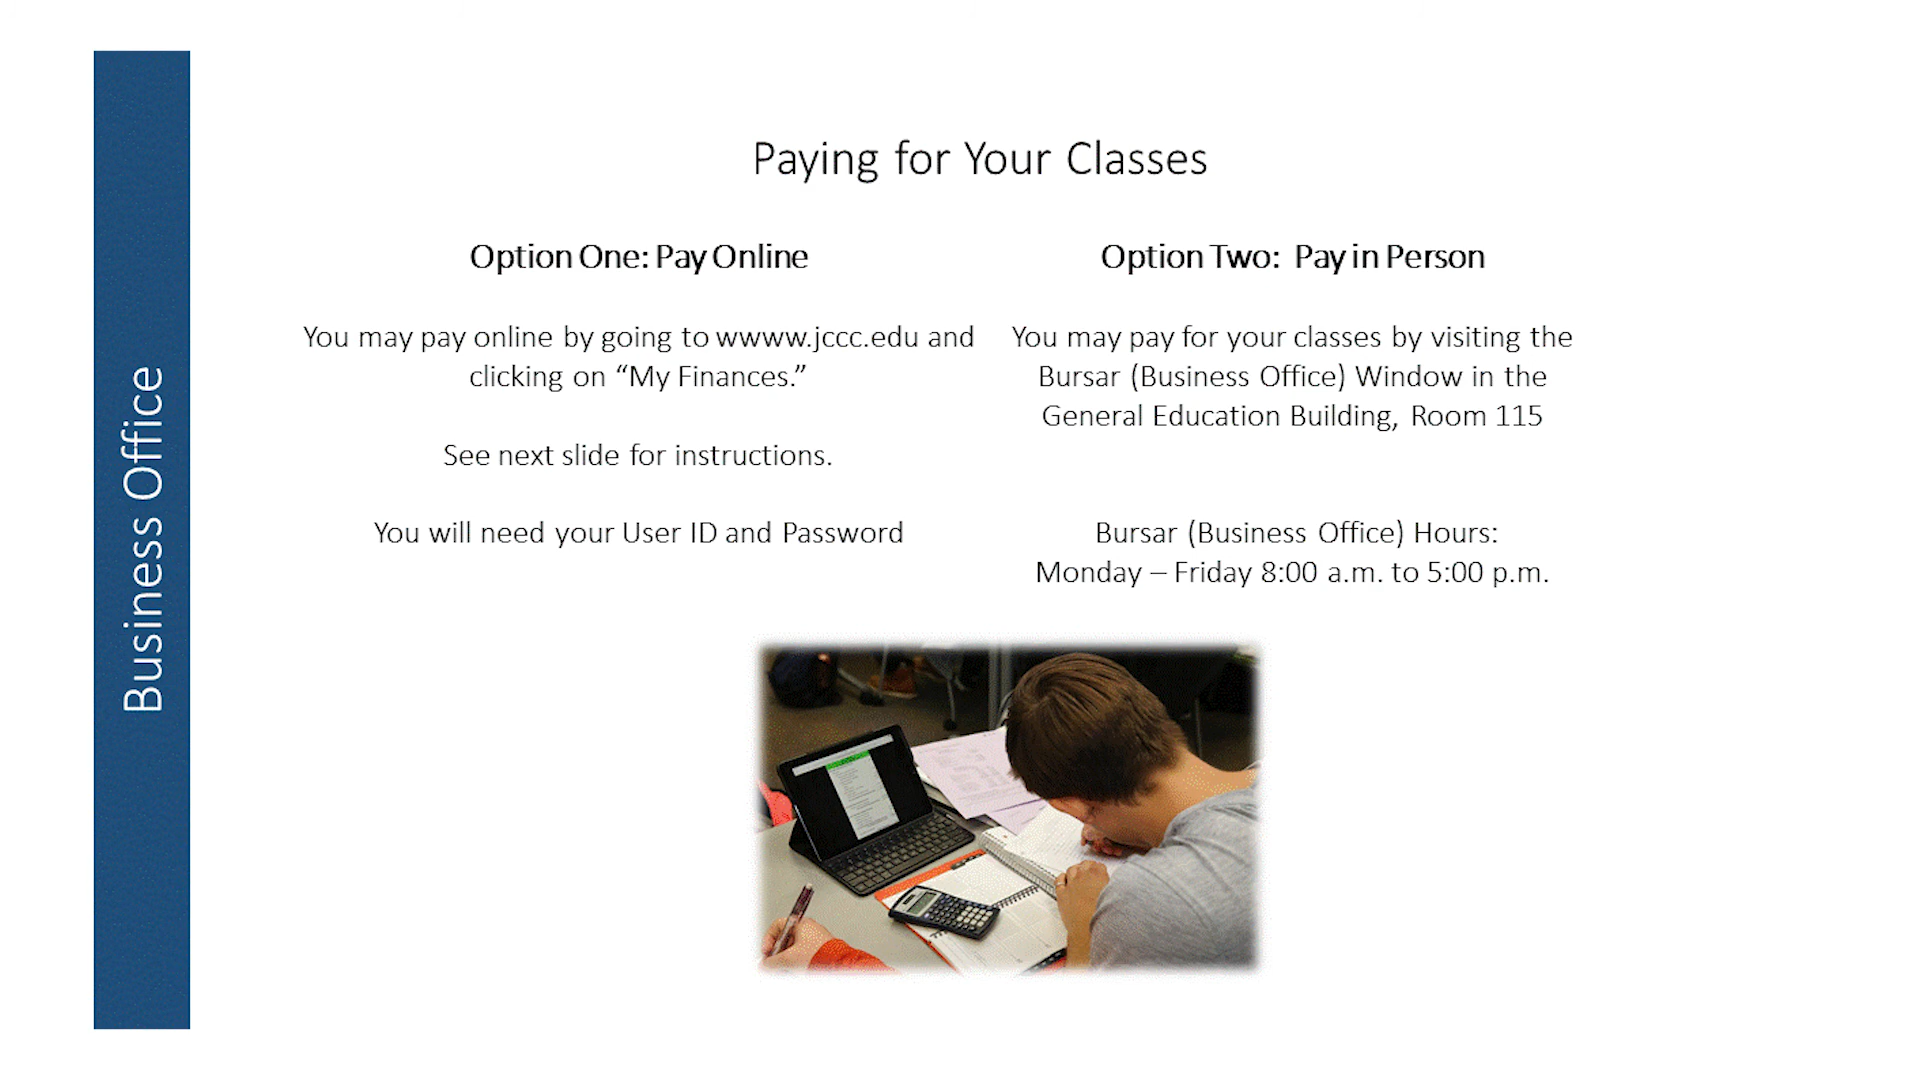 Business Office
Paying for Your Classes
Option One: Pay Online
You may pay online by going to wwww.jccc.edu and
clicking on “My Finances.”
See next slide for instructions.
You will need your User ID and Password
Option Two: Pay in Person
You may pay for your classes by visiting the
Bursar (Business Office) Window in the
General Education Building, Room 115
Bursar (Business Office) Hours:
Monday – Friday 8:00 a.m. to 5:00 p.m.